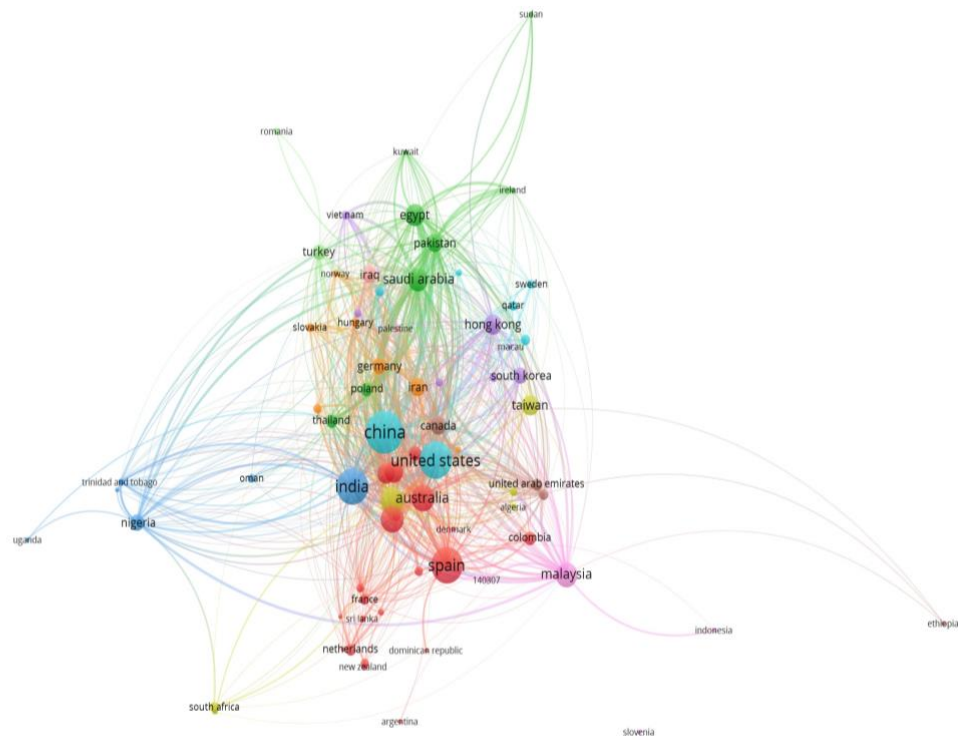 sudan
romania
kuwait
ireland
viet nam
egypt
pakistan
turkey
norway
iraq
saudi arabia
sweden
qatar
slovakia
hungary
palestine
hong kong
macau
germany
south korea
poland
iran
taiwan
thailand
china
canada
united states
trinidad and tobago
oman
india
united arab emirates
australia
algeria
nigeria
denmark
uganda
colombia
spain
malaysia
140307
france
sri lanka
ethiopia
indonesia
netherlands
dominican republic
new zealand
south africa
argentina
slovenia